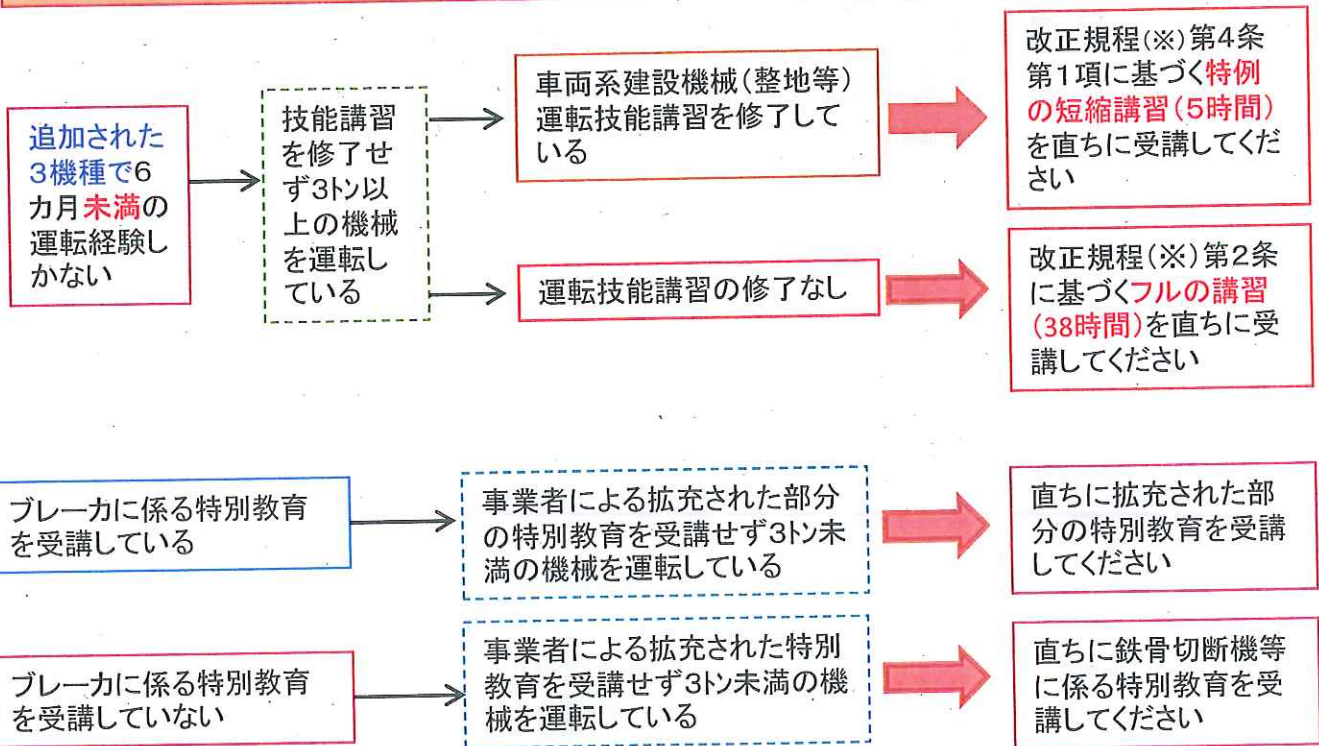 追加された
3機種で6
カ月未満の
運転経験し
かない
技能講習
を修了せ
ず3トン以
上の機械
を運転し
ている
車両系建設機械(整地等)
運転技能講習を修了して
いる
改正規程(※)第4条
第1項に基づく特例
の短縮講習(5時間)
を直ちに受講してくだ
さい
運転技能講習の修了なし
改正規程(※)第2条
に基づくフルの講習
(38時間)を直ちに受
講してください
ブレーカに係る特別教育
を受講している
事業者による拡充された部分
の特別教育を受講せず3トン未
満の機械を運転している
直ちに拡充された部
分の特別教育を受講
してください
ブレーカに係る特別教育
を受講していない
事業者による拡充された特別
教育を受講せず3トン未満の機
械を運転している
直ちに鉄骨切断機等
に係る特別教育を受
講してください